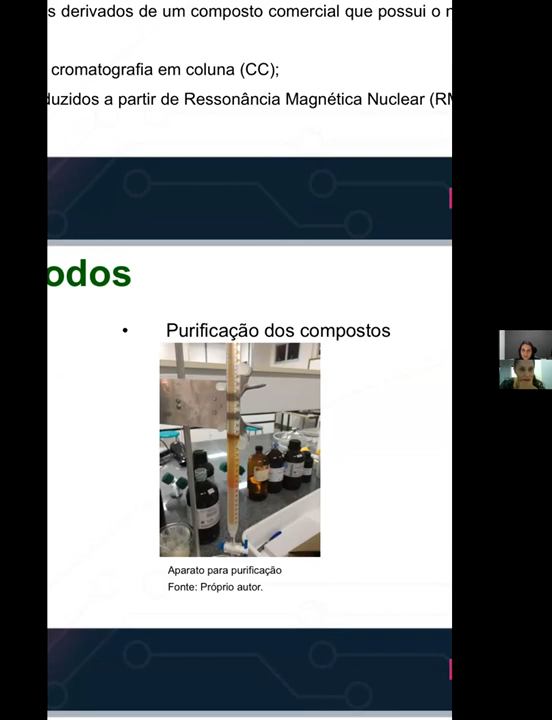 s derivados de um composto comercial que possui o
cromatografia em coluna (CC);
duzidos a partir de Ressonância Magnética Nuclear (RM
odos
• Purificação dos compostos
Aparato para purificação
Fonte: Próprio autor.